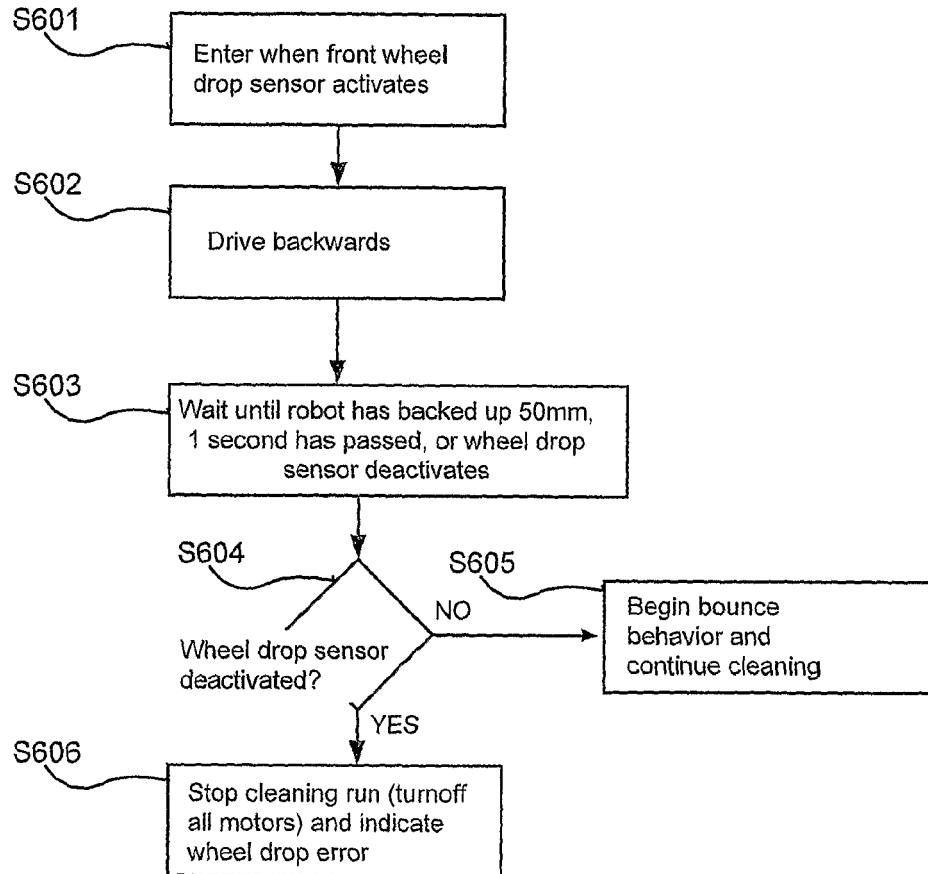 S601
Enter when front wheel
drop sensor activates
S602
Drive backwards
S603
Wait until robot has backed up 50mm,
1 second has passed, or wheel drop
sensor deactivates
S604
Wheel drop sensor
deactivated?
NO
S605
Begin bounce
behavior and
continue cleaning
YES
S606
Stop cleaning run (turnoff
all motors) and indicate
wheel drop error